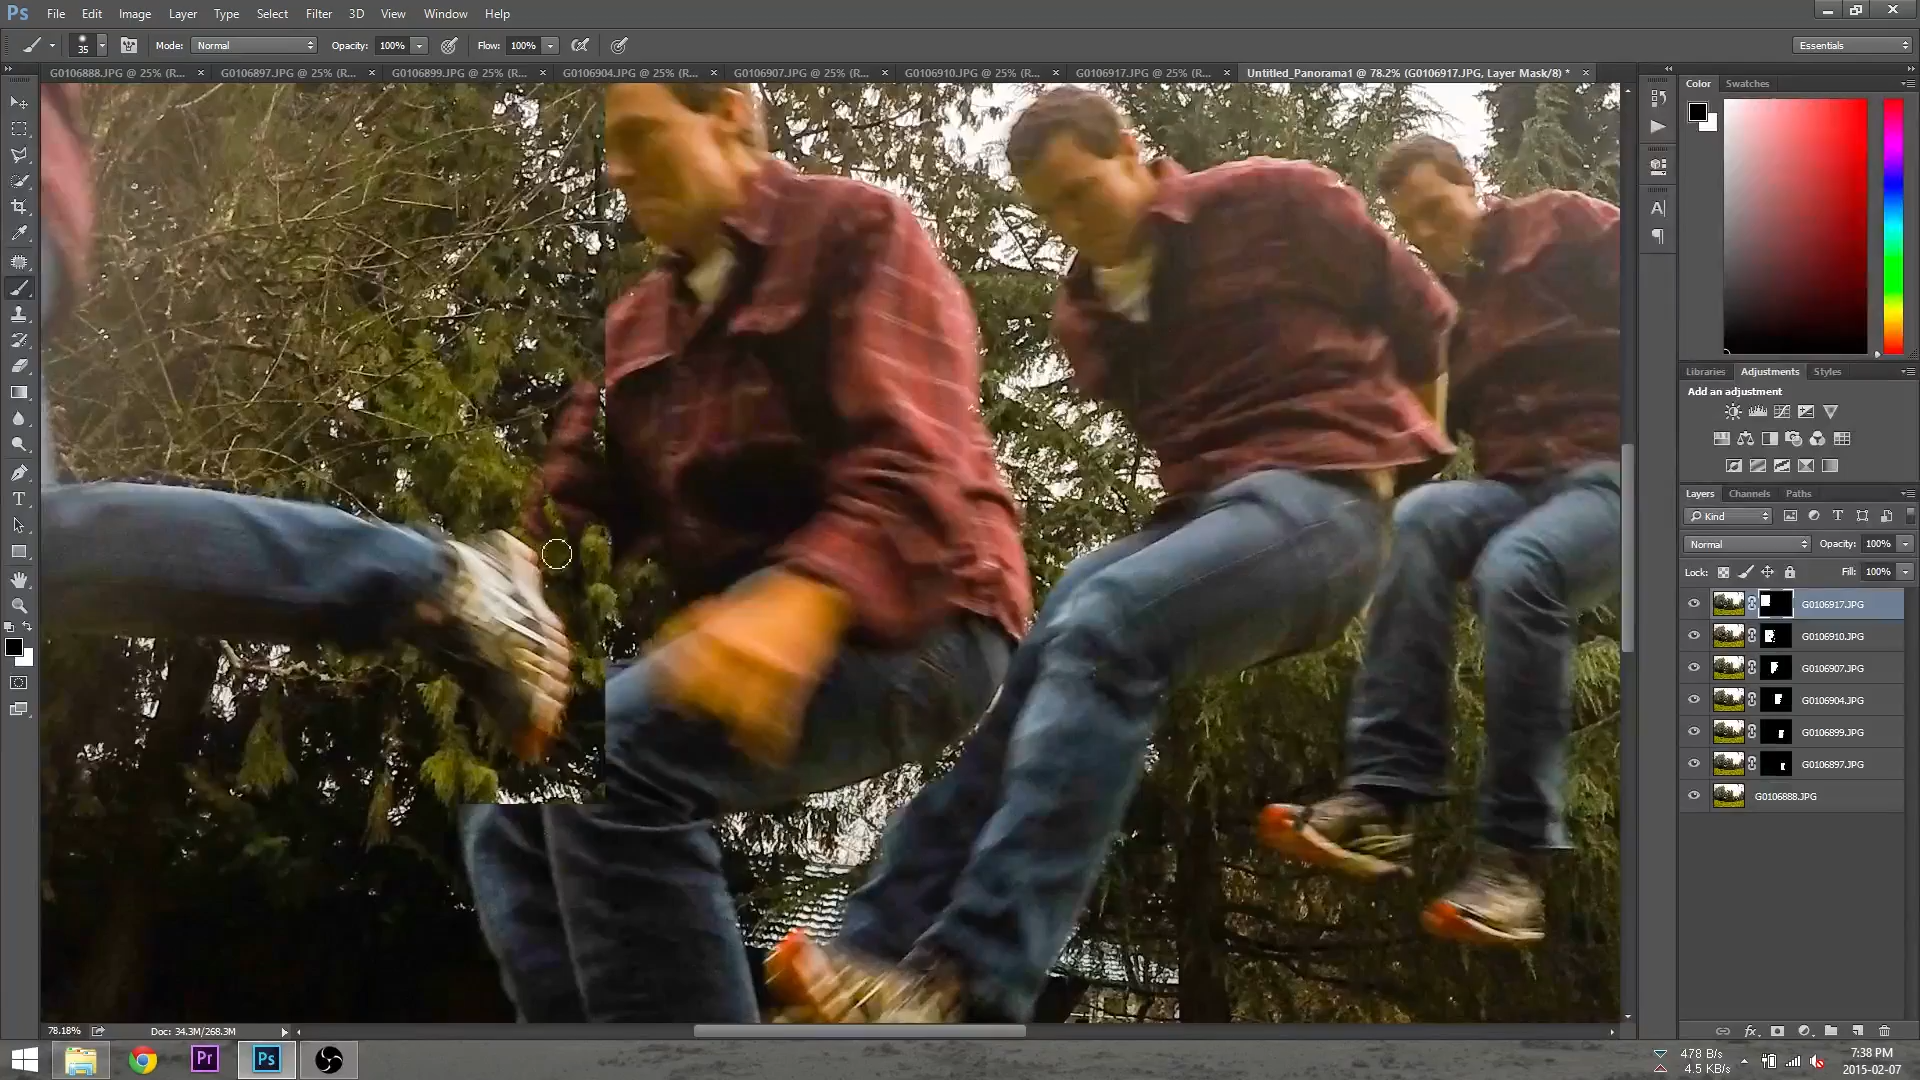 Ps File Edit Image Layer Type Select Filter 3D View Window Help
35 Mode: Normal Opacity: 100% Flow: 100% Essentials
G0106888.JPG @ 25% (R... × G0106897.JPG @ 25% (R... × G0106899.JPG @ 25% (R... × G0106904.JPG @ 25% (R... × G0106907.JPG @ 25% (R... × G0106910.JPG @ 25% (R... × G0106917.JPG @ 25% (R... × Untitled_Panorama1 @ 78.2% (G0106917.JPG, Layer Mask/8) * ×
Color Swatches
Libraries Adjustments Styles
Add an adjustment
Layers Channels Paths
Kind
Normal Opacity: 100%
Lock: Fill: 100%
G0106917.JPG
G0106910.JPG
G0106907.JPG
G0106904.JPG
G0106899.JPG
G0106897.JPG
G0106888.JPG
78.18% Doc: 34.3M/268.3M
Pr Ps
478 B/s
4.5 KB/s
7:38 PM
2015-02-07